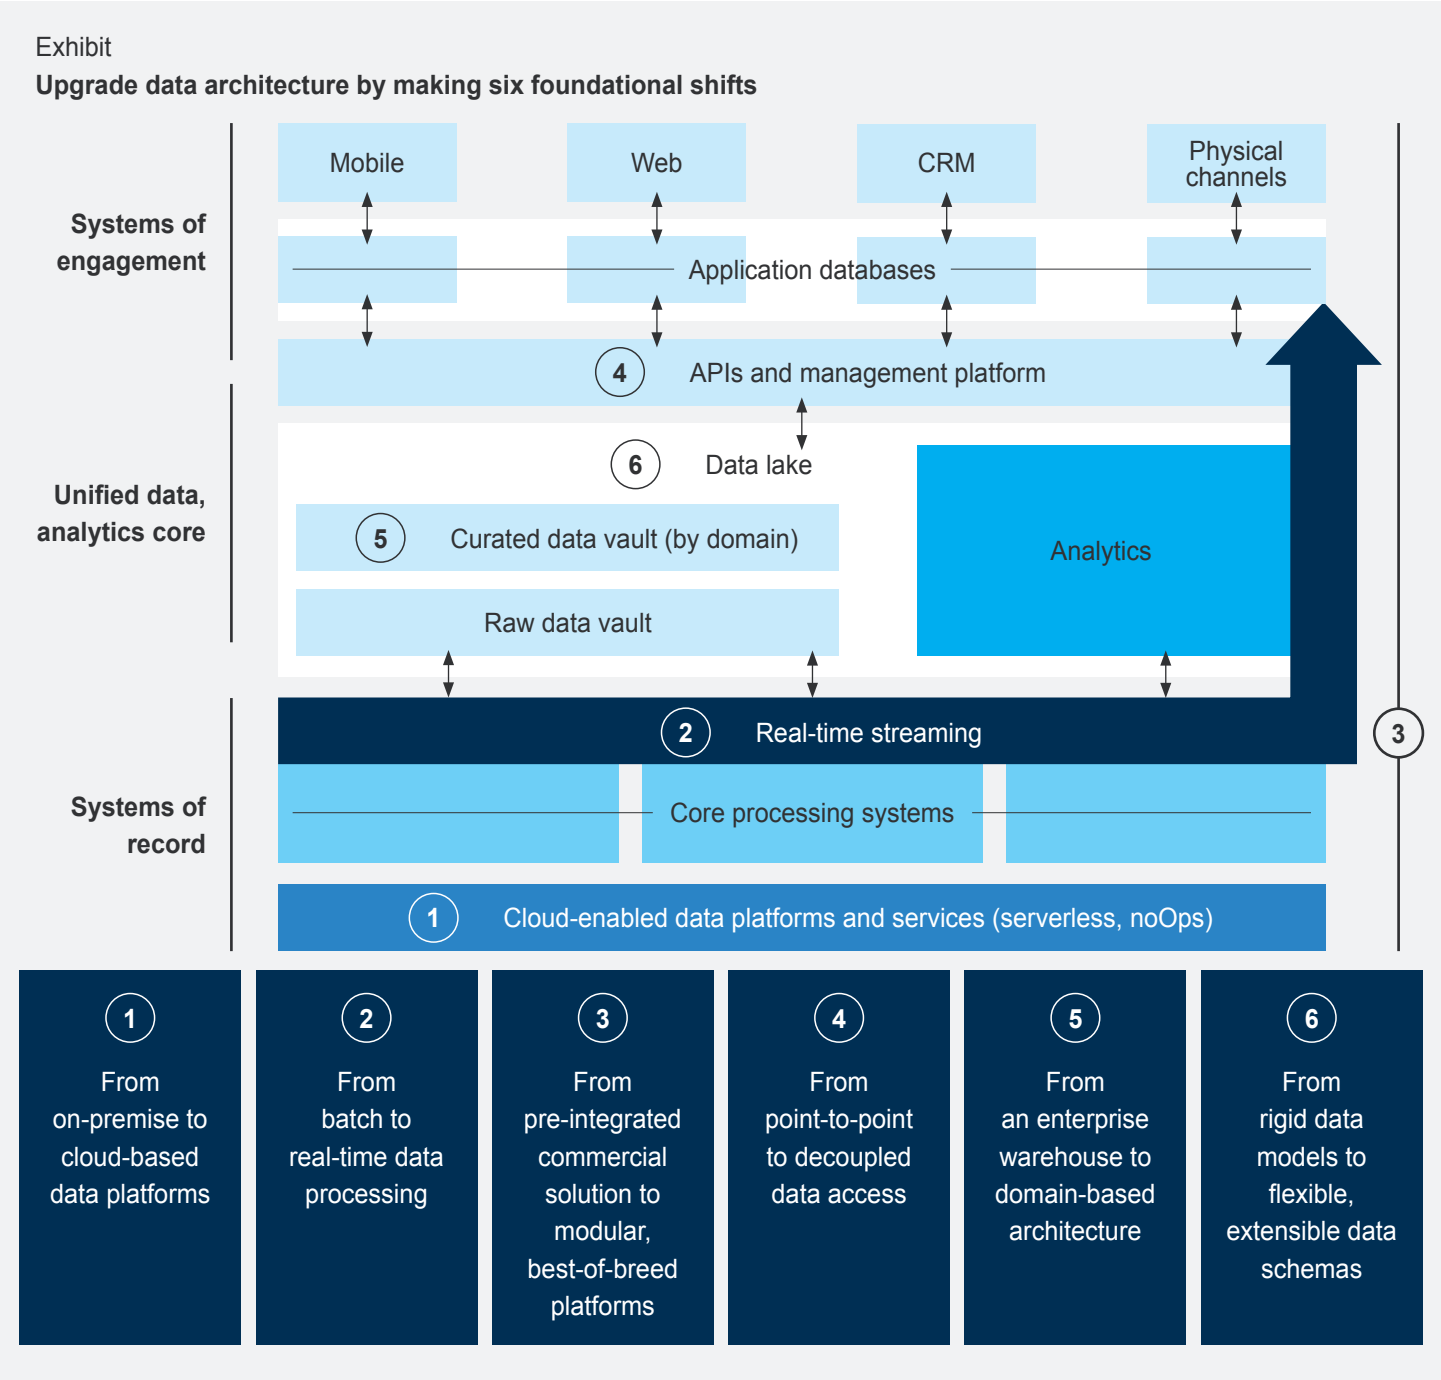 Exhibit
Upgrade data architecture by making six foundational shifts
Systems of
engagement
Mobile
Web
CRM
Physical
channels
Application databases
4 APIs and management platform
Unified data,
analytics core
6 Data lake
5 Curated data vault (by domain)
Raw data vault
Analytics
2 Real-time streaming
3
Systems of
record
Core processing systems
1 Cloud-enabled data platforms and services (serverless, noOps)
1
From
on-premise to
cloud-based
data platforms
2
From
batch to
real-time data
processing
3
From
pre-integrated
commercial
solution to
modular,
best-of-breed
platforms
4
From
point-to-point
to decoupled
data access
5
From
an enterprise
warehouse to
domain-based
architecture
6
From
rigid data
models to
flexible,
extensible data
schemas